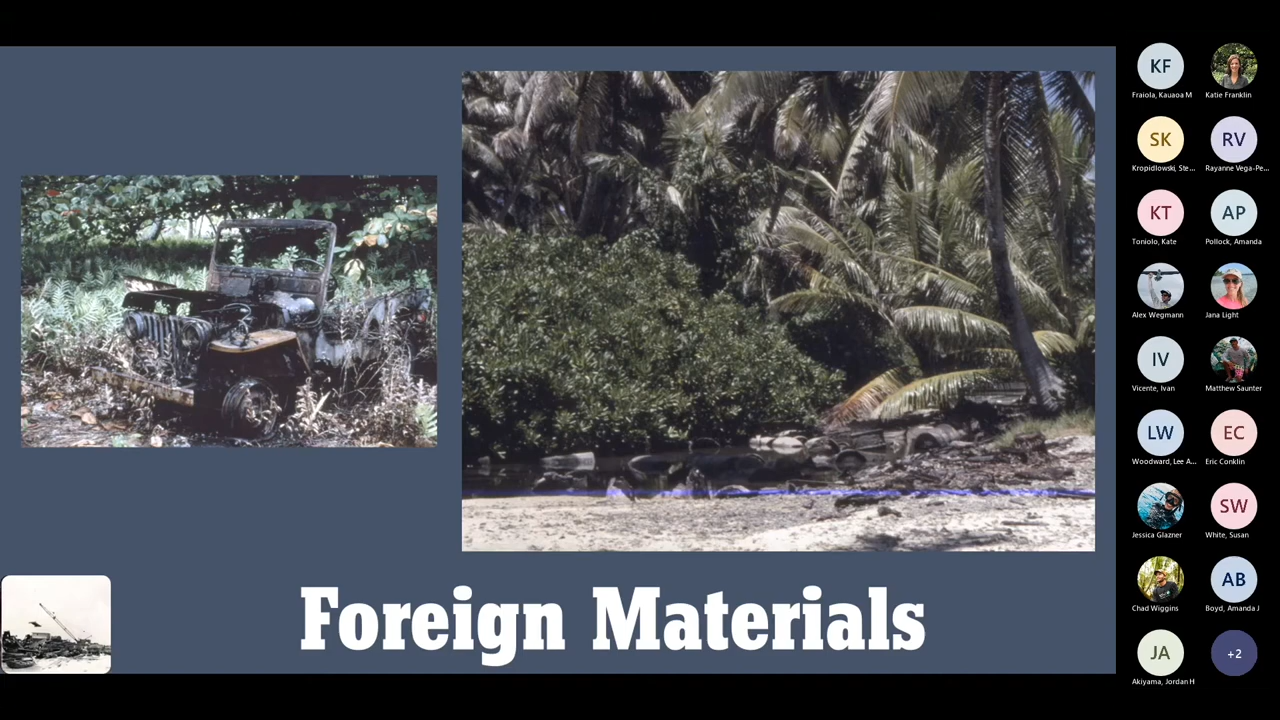 Foreign Materials
KF
Fraiola, Kauaoa M
Katie Franklin
SK
Kropidlowski, Ste...
RV
Rayanne Vega-Pe...
KT
Toniolo, Kate
AP
Pollock, Amanda
Alex Wegmann
Jana Light
IV
Vicente, Ivan
Matthew Saunter
LW
Woodward, Lee A...
EC
Eric Conklin
Jessica Glazner
SW
White, Susan
Chad Wiggins
AB
Boyd, Amanda J
JA
Akiyama, Jordan H
+2